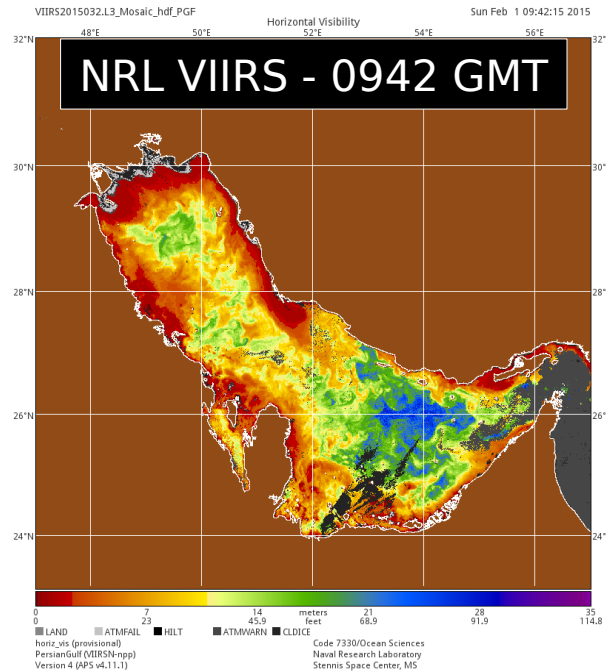 VIIRS2015032.L3_Mosaic_hdf_PGF
Sun Feb 1 09:42:15 2015
Horizontal Visibility
32°N 48°E 50°E 52°E 54°E 56°E 32°N
NRL VIIRS - 0942 GMT
30°N 30°N
28°N 28°N
26°N 26°N
24°N 24°N
0 7 14 meters 21 28 35
0 23 45.9 feet 68.9 91.9 114.8
LAND ATMFAIL HILT ATMWARN CLDICE
horiz_vis (provisional)
PersianGulf (VIIRSN-npp)
Version 4 (APS v4.11.1)
Code 7330/Ocean Sciences
Naval Research Laboratory
Stennis Space Center, MS